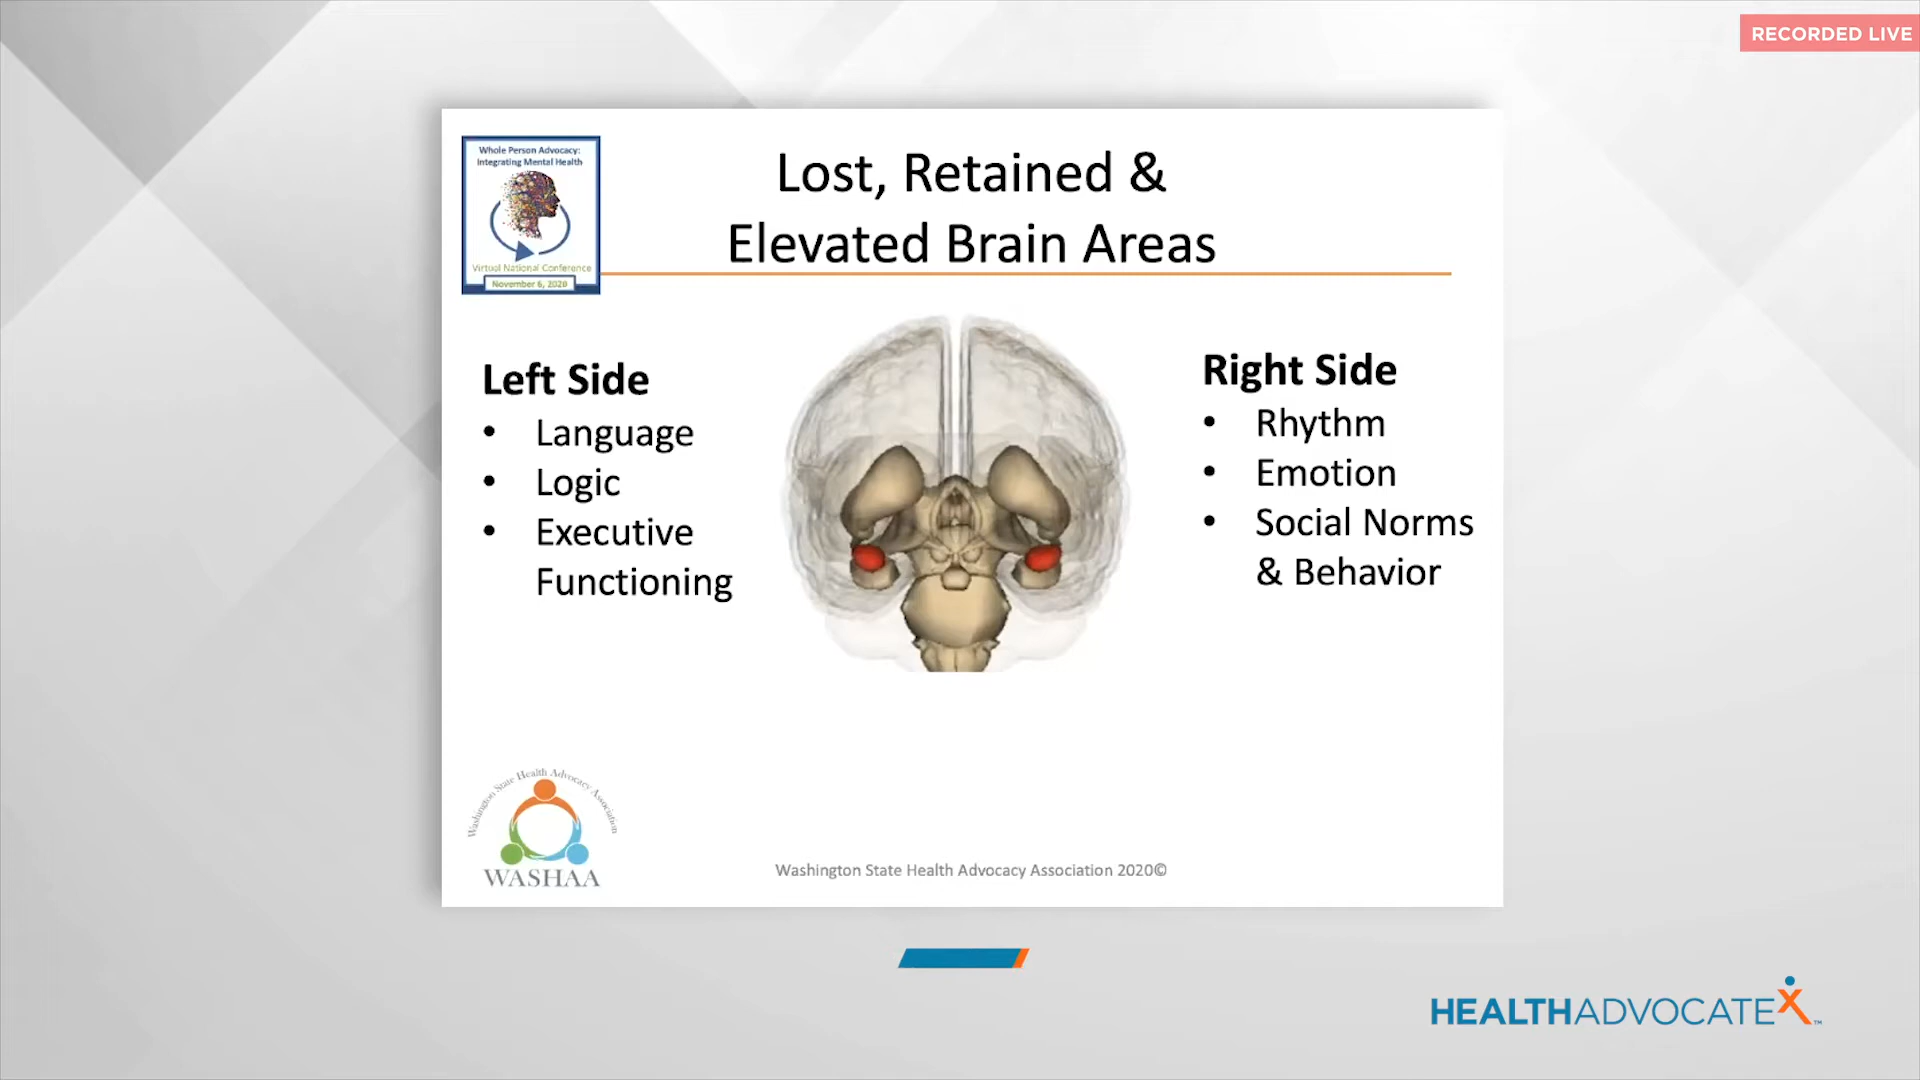 RECORDED LIVE
Whole Person Advocacy:
Integrating Mental Health
Virtual National Conference
November 6, 2020
Lost, Retained &
Elevated Brain Areas
Left Side
• Language
• Logic
• Executive
Functioning
Right Side
• Rhythm
• Emotion
• Social Norms
& Behavior
Washington State Health Advocacy Association
WASHAA
Washington State Health Advocacy Association 2020©
HEALTHADVOCATEX™